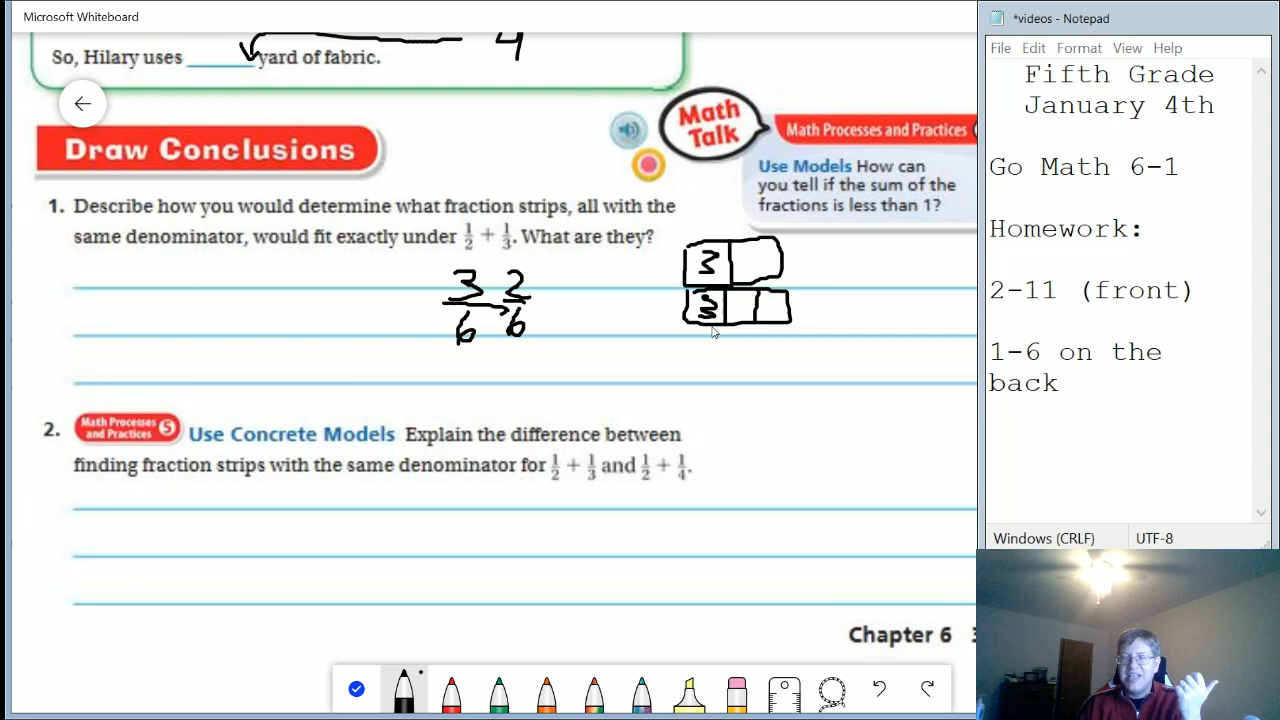 Microsoft Whiteboard
4
So, Hilary uses ______ yard of fabric.
Draw Conclusions
Math
Talk
Math Processes and Practices
Use Models How can
you tell if the sum of the
fractions is less than 1?
1. Describe how you would determine what fraction strips, all with the
same denominator, would fit exactly under 1/2 + 1/3. What are they?
3/6 2/6
3
3
2. Math Processes and Practices 5 Use Concrete Models Explain the difference between
finding fraction strips with the same denominator for 1/2 + 1/3 and 1/2 + 1/4.
Chapter 6
*videos - Notepad
File Edit Format View Help
Fifth Grade
January 4th
Go Math 6-1
Homework:
2-11 (front)
1-6 on the
back
Windows (CRLF) UTF-8